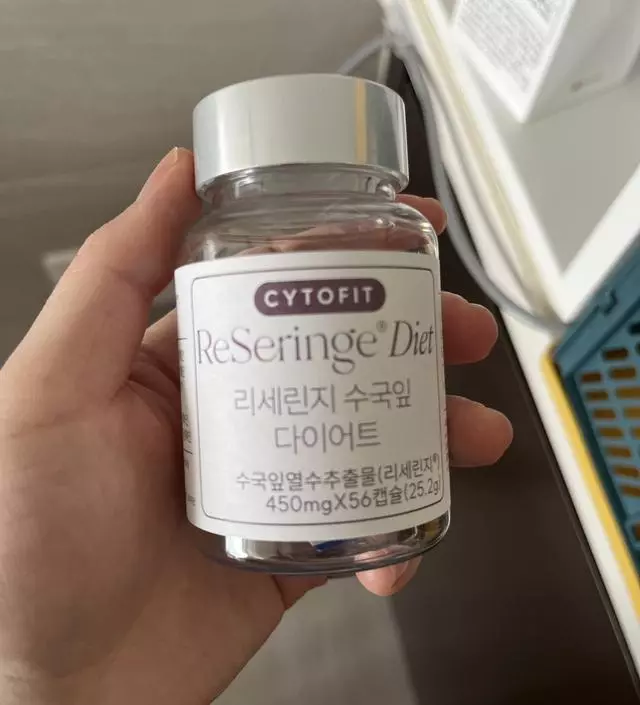 CYTOFIT
ReSeringe® Diet
리세린지 수국잎
다이어트
수국잎열수추출물(리세린지®)
450mgX56캡슐(25.2g)